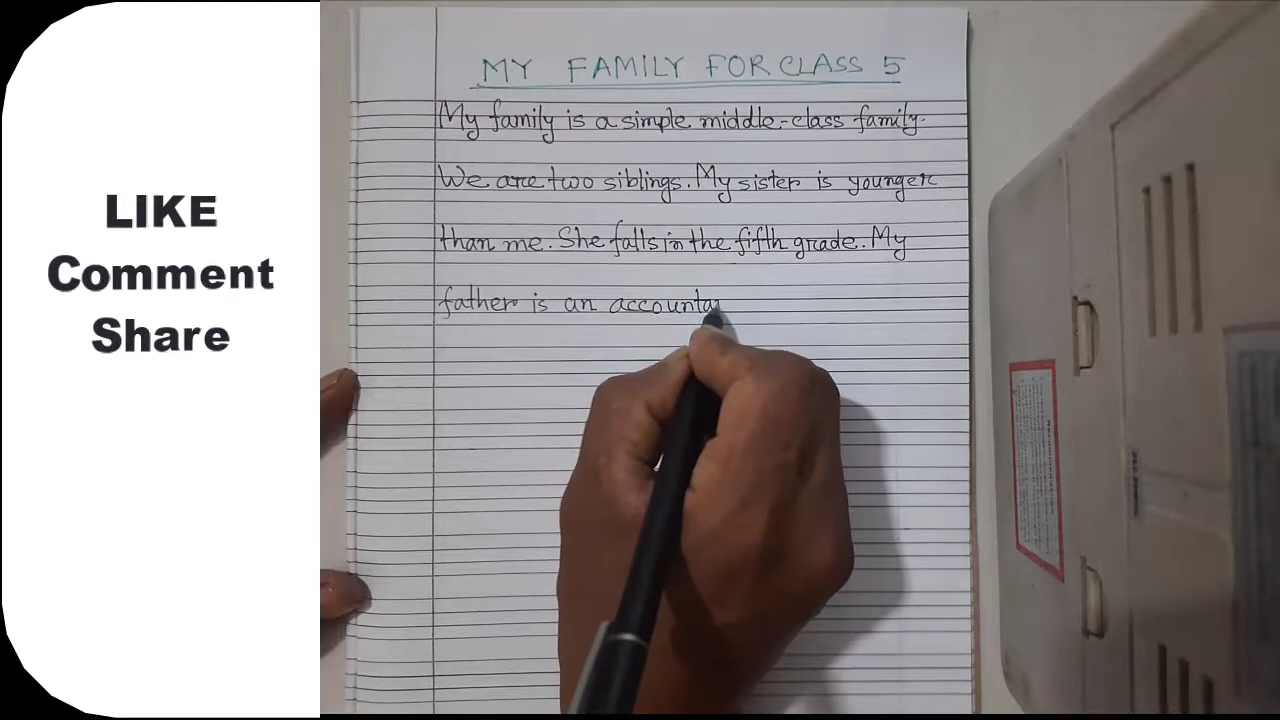 LIKE
Comment
Share
MY FAMILY FOR CLASS 5
My family is a simple middle-class family.
We are two siblings. My sister is younger
than me. She falls in the fifth grade. My
father is an accounta